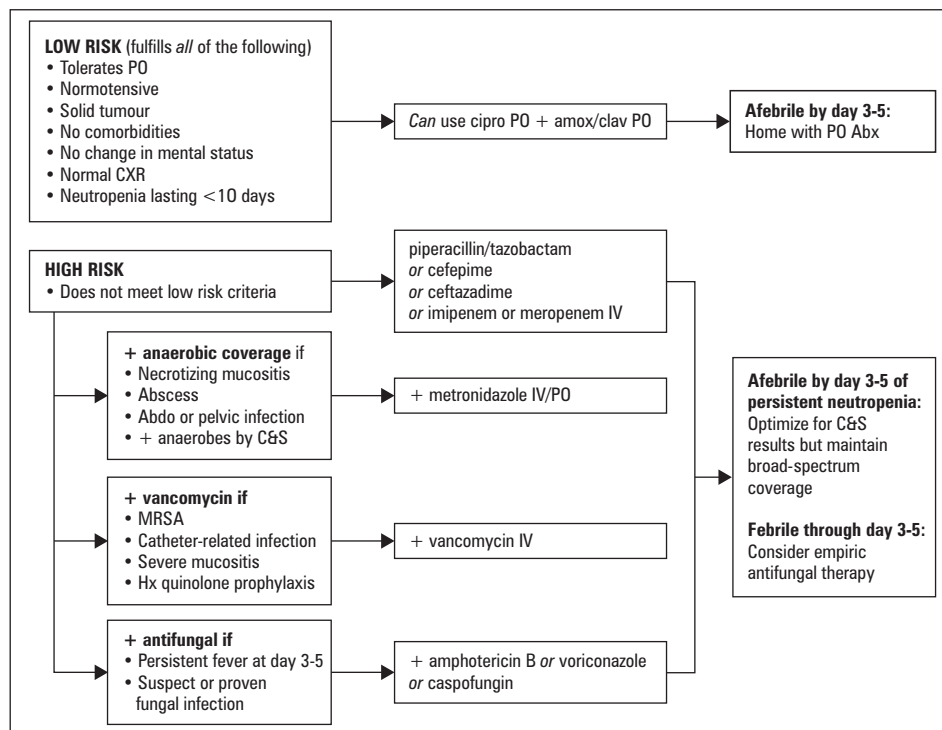 LOW RISK (fulfills all of the following)
• Tolerates PO
• Normotensive
• Solid tumour
• No comorbidities
• No change in mental status
• Normal CXR
• Neutropenia lasting <10 days
Can use cipro PO + amox/clav PO
Afebrile by day 3-5:
Home with PO Abx
HIGH RISK
• Does not meet low risk criteria
piperacillin/tazobactam
or cefepime
or ceftazadime
or imipenem or meropenem IV
+ anaerobic coverage if
• Necrotizing mucositis
• Abscess
• Abdo or pelvic infection
• + anaerobes by C&S
+ metronidazole IV/PO
+ vancomycin if
• MRSA
• Catheter-related infection
• Severe mucositis
• Hx quinolone prophylaxis
+ vancomycin IV
+ antifungal if
• Persistent fever at day 3-5
• Suspect or proven
fungal infection
+ amphotericin B or voriconazole
or caspofungin
Afebrile by day 3-5 of
persistent neutropenia:
Optimize for C&S
results but maintain
broad-spectrum
coverage
Febrile through day 3-5:
Consider empiric
antifungal therapy